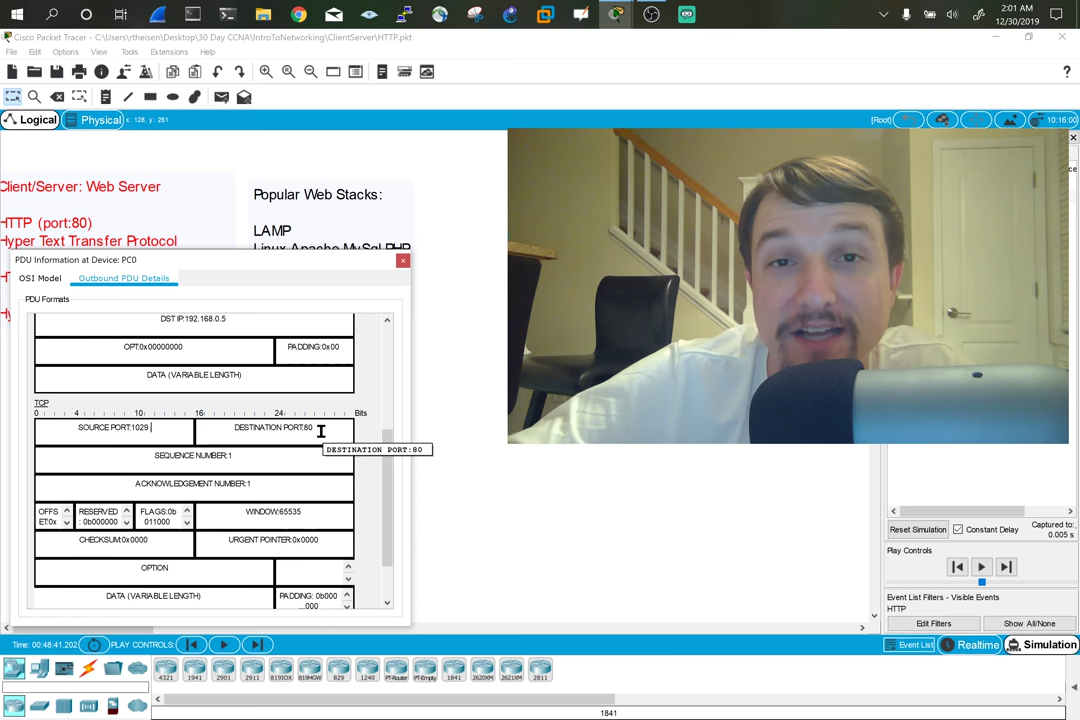 2:01 AM
12/30/2019
Cisco Packet Tracer - C:\Users\rtheisen\Desktop\30 Day CCNA\IntroToNetworking\ClientServer\HTTP.pkt
File Edit Options View Tools Extensions Help
Logical Physical x: 128, y: 261 [Root] 10:16:00
Client/Server: Web Server
HTTP (port:80)
Hyper Text Transfer Protocol
Popular Web Stacks:
LAMP
Linux Apache MySql PHP
PDU Information at Device: PC0
OSI Model Outbound PDU Details
PDU Formats
DST IP:192.168.0.5
OPT:0x00000000 PADDING:0x00
DATA (VARIABLE LENGTH)
TCP
0 4 10 16 24 Bits
SOURCE PORT:1029 DESTINATION PORT:80
DESTINATION PORT:80
SEQUENCE NUMBER:1
ACKNOWLEDGEMENT NUMBER:1
OFFS
ET:0x
RESERVED
: 0b000000
FLAGS:0b
011000
WINDOW:65535
CHECKSUM:0x0000 URGENT POINTER:0x0000
OPTION
DATA (VARIABLE LENGTH) PADDING: 0b000
...000
Reset Simulation Constant Delay Captured to:
0.005 s
Play Controls
Event List Filters - Visible Events
HTTP
Edit Filters Show All/None
Time: 00:48:41.202 PLAY CONTROLS: Event List Realtime Simulation
4321 1941 2901 2911 819IOX 819HGW 829 1240 PT-Router PT-Empty 1841 2620XM 2621XM 2811
1841